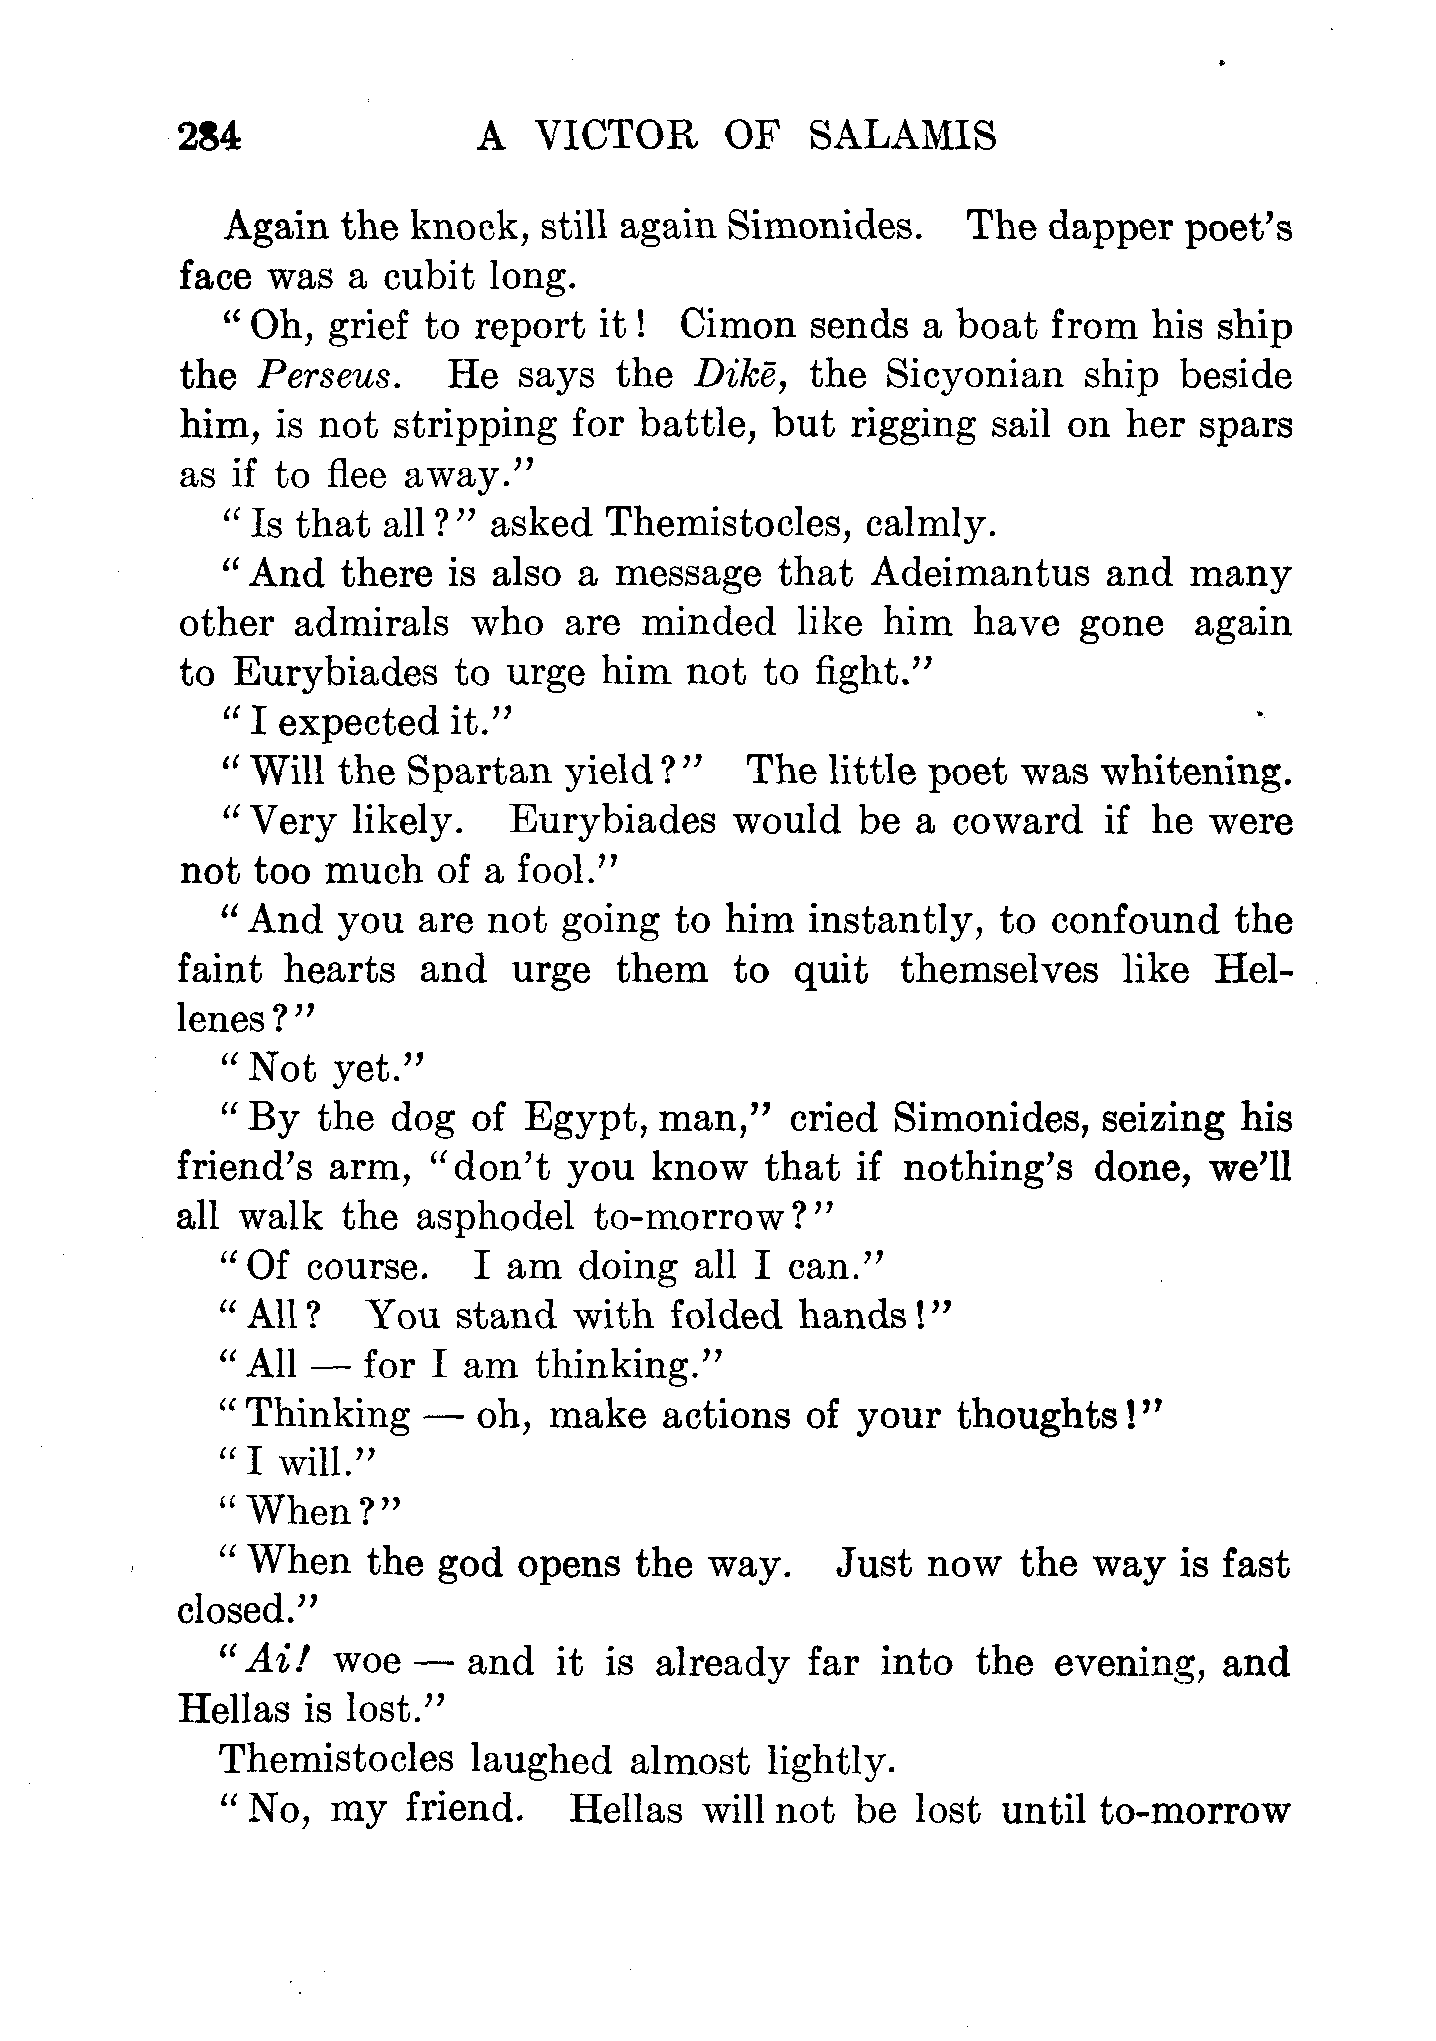 284 A VICTOR OF SALAMIS
Again the knock, still again Simonides. The dapper poet's
face was a cubit long.
"Oh, grief to report it! Cimon sends a boat from his ship
the Perseus. He says the Dikē, the Sicyonian ship beside
him, is not stripping for battle, but rigging sail on her spars
as if to flee away."
"Is that all?" asked Themistocles, calmly.
"And there is also a message that Adeimantus and many
other admirals who are minded like him have gone again
to Eurybiades to urge him not to fight."
"I expected it."
"Will the Spartan yield?" The little poet was whitening.
"Very likely. Eurybiades would be a coward if he were
not too much of a fool."
"And you are not going to him instantly, to confound the
faint hearts and urge them to quit themselves like Hel-
lenes?"
"Not yet."
"By the dog of Egypt, man," cried Simonides, seizing his
friend's arm, "don't you know that if nothing's done, we'll
all walk the asphodel to-morrow?"
"Of course. I am doing all I can."
"All? You stand with folded hands!"
"All — for I am thinking."
"Thinking — oh, make actions of your thoughts!"
"I will."
"When?"
"When the god opens the way. Just now the way is fast
closed."
"Ai! woe — and it is already far into the evening, and
Hellas is lost."
Themistocles laughed almost lightly.
"No, my friend. Hellas will not be lost until to-morrow